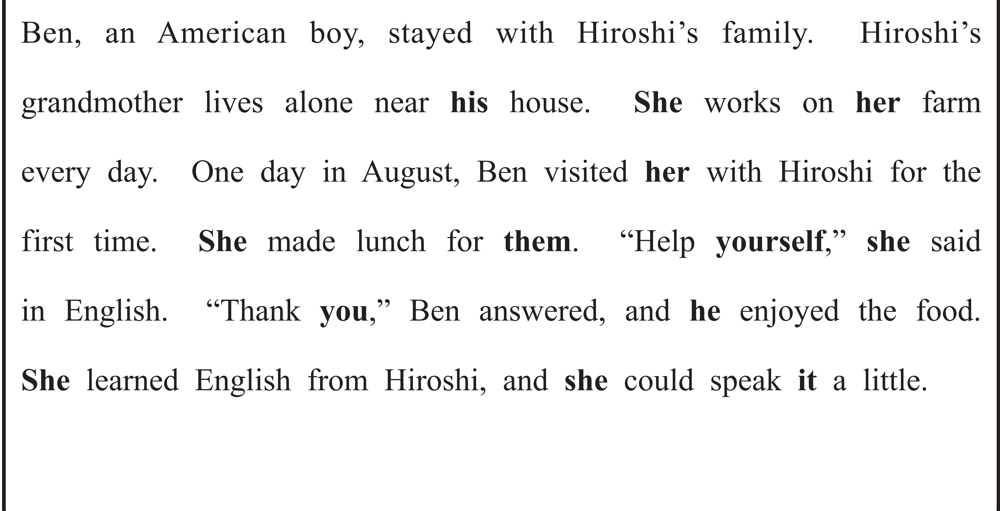 Ben, an American boy, stayed with Hiroshi’s family. Hiroshi’s
grandmother lives alone near his house. She works on her farm
every day. One day in August, Ben visited her with Hiroshi for the
first time. She made lunch for them. “Help yourself,” she said
in English. “Thank you,” Ben answered, and he enjoyed the food.
She learned English from Hiroshi, and she could speak it a little.